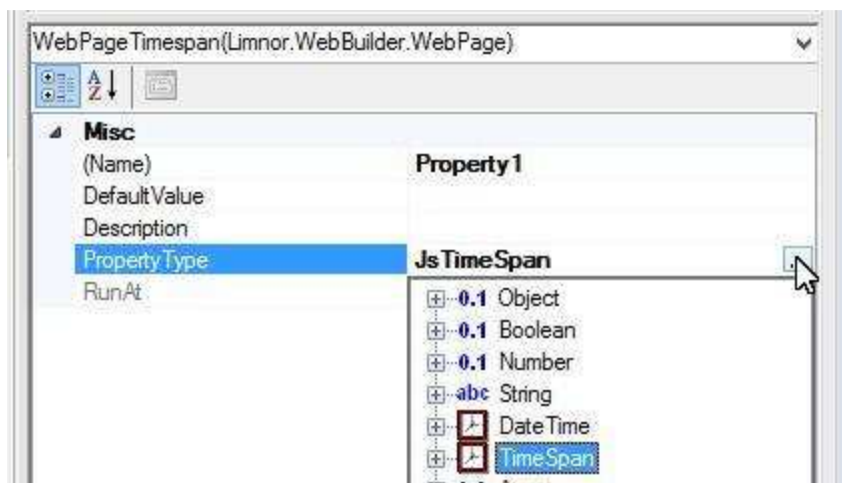 WebPageTimespan(Limnor.WebBuilder.WebPage)
A
Z
Misc
(Name) Property1
DefaultValue
Description
PropertyType JsTimeSpan
RunAt
0.1 Object
0.1 Boolean
0.1 Number
abc String
DateTime
TimeSpan